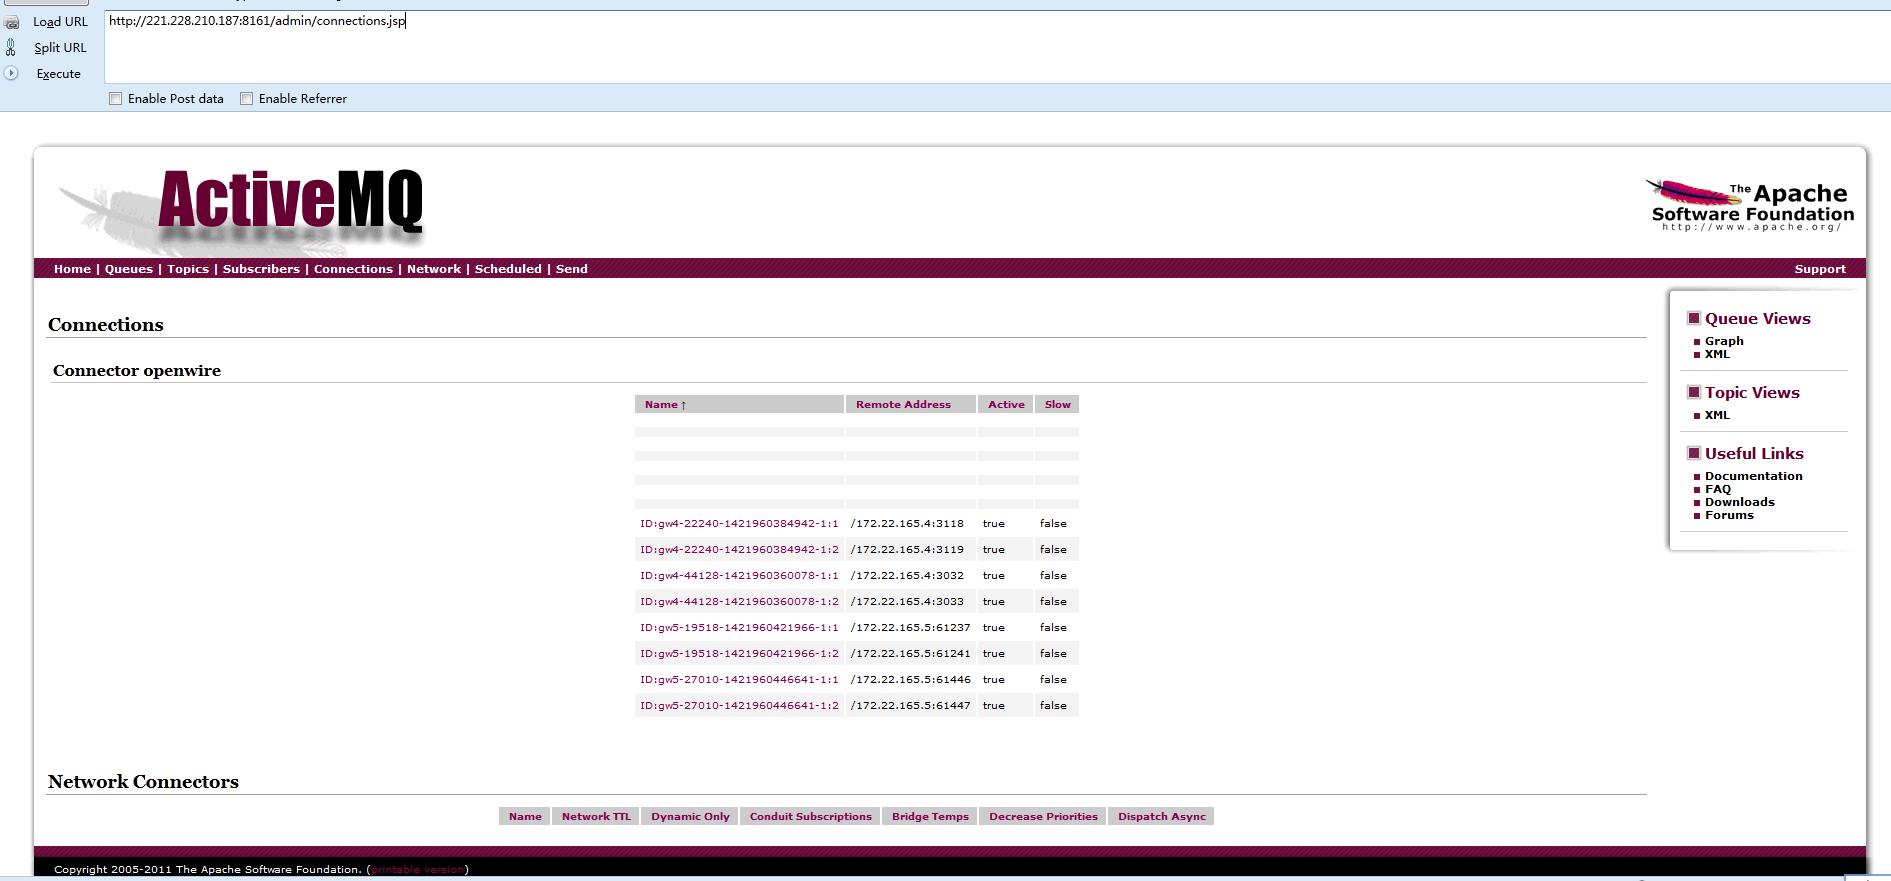 Load URL
http://221.228.210.187:8161/admin/connections.jsp
Split URL
Execute
Enable Post data Enable Referrer
ActiveMQ
The Apache
Software Foundation
http://www.apache.org/
Home | Queues | Topics | Subscribers | Connections | Network | Scheduled | Send
Support
Connections
Connector openwire
Name ↑ Remote Address Active Slow
ID:gw4-22240-1421960384942-1:1 /172.22.165.4:3118 true false
ID:gw4-22240-1421960384942-1:2 /172.22.165.4:3119 true false
ID:gw4-44128-1421960360078-1:1 /172.22.165.4:3032 true false
ID:gw4-44128-1421960360078-1:2 /172.22.165.4:3033 true false
ID:gw5-19518-1421960421966-1:1 /172.22.165.5:61237 true false
ID:gw5-19518-1421960421966-1:2 /172.22.165.5:61241 true false
ID:gw5-27010-1421960446641-1:1 /172.22.165.5:61446 true false
ID:gw5-27010-1421960446641-1:2 /172.22.165.5:61447 true false
Network Connectors
Name Network TTL Dynamic Only Conduit Subscriptions Bridge Temps Decrease Priorities Dispatch Async
Queue Views
Graph
XML
Topic Views
XML
Useful Links
Documentation
FAQ
Downloads
Forums
Copyright 2005-2011 The Apache Software Foundation. (printable version)